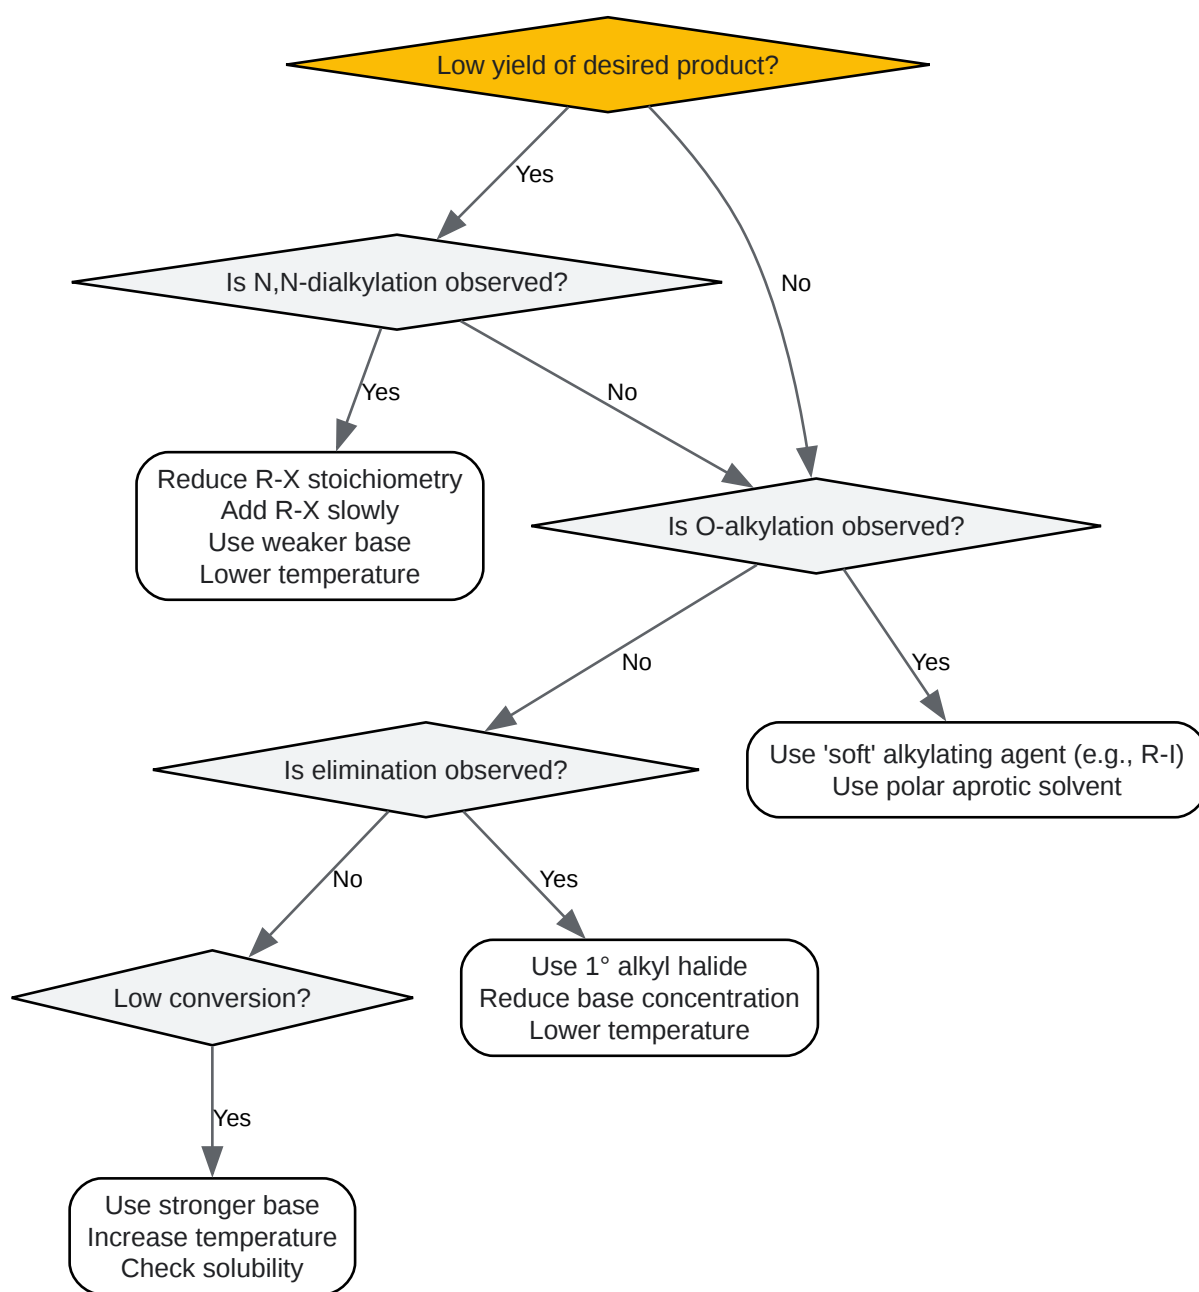 Low yield of desired product?
Yes
No
Is N,N-dialkylation observed?
Yes
No
Reduce R-X stoichiometry
Add R-X slowly
Use weaker base
Lower temperature
Is O-alkylation observed?
No
Yes
Is elimination observed?
Use 'soft' alkylating agent (e.g., R-I)
Use polar aprotic solvent
No
Yes
Low conversion?
Use 1° alkyl halide
Reduce base concentration
Lower temperature
Yes
Use stronger base
Increase temperature
Check solubility